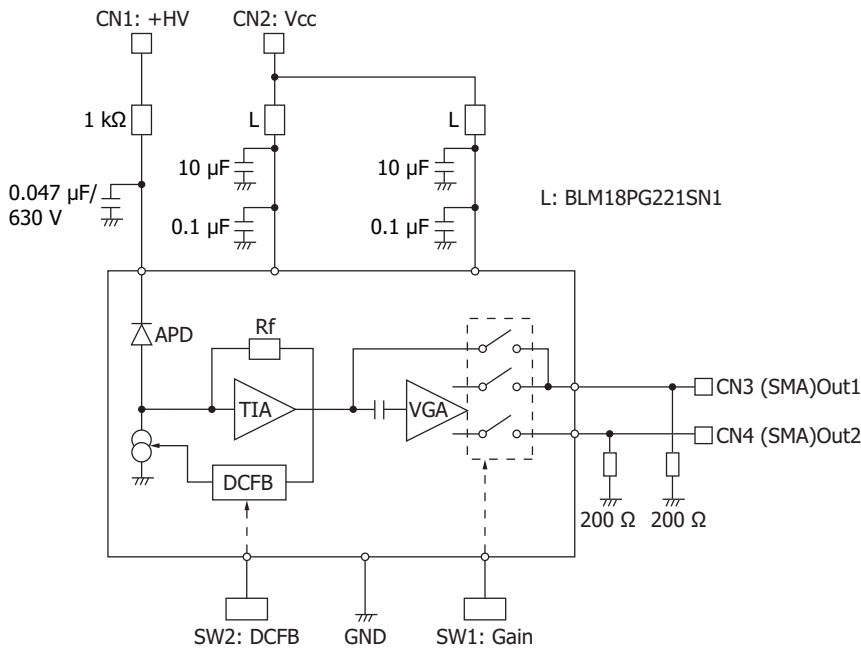 CN1: +HV
CN2: Vcc
1 kΩ
L
L
10 µF
10 µF
0.047 µF/
630 V
0.1 µF
0.1 µF
L: BLM18PG221SN1
APD
Rf
TIA
VGA
CN3 (SMA)Out1
CN4 (SMA)Out2
DCFB
200 Ω
200 Ω
SW2: DCFB
GND
SW1: Gain